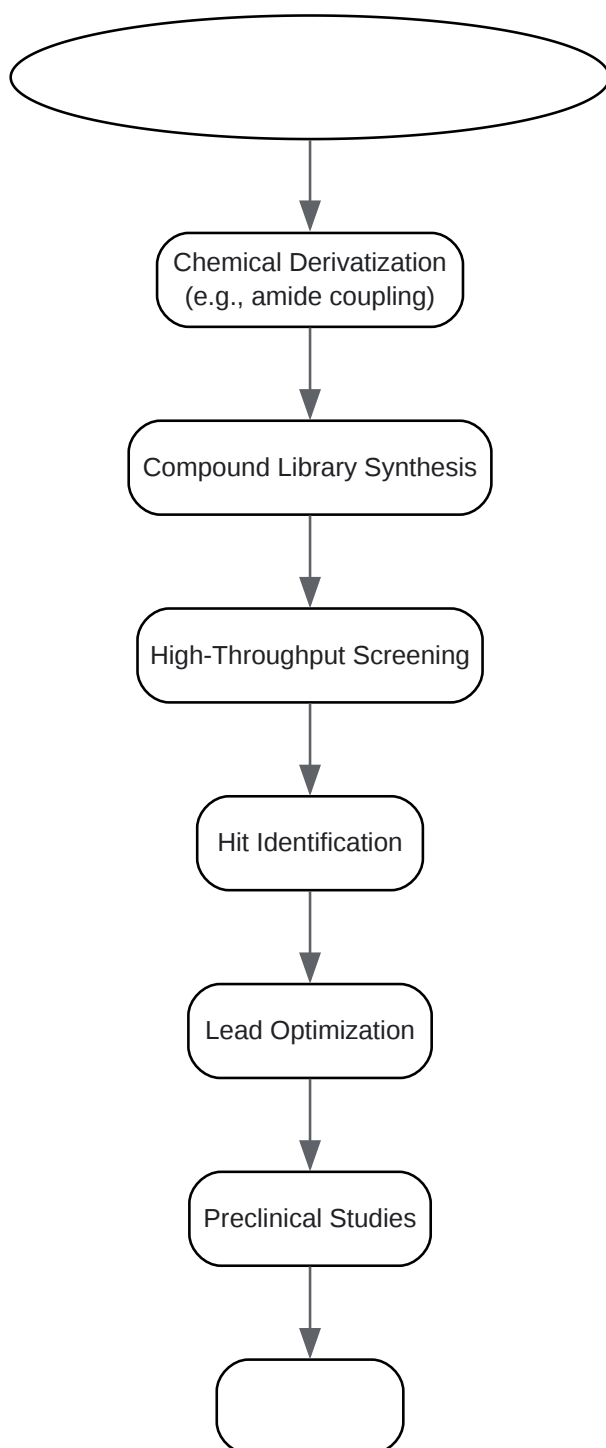 Chemical Derivatization
(e.g., amide coupling)
Compound Library Synthesis
High-Throughput Screening
Hit Identification
Lead Optimization
Preclinical Studies